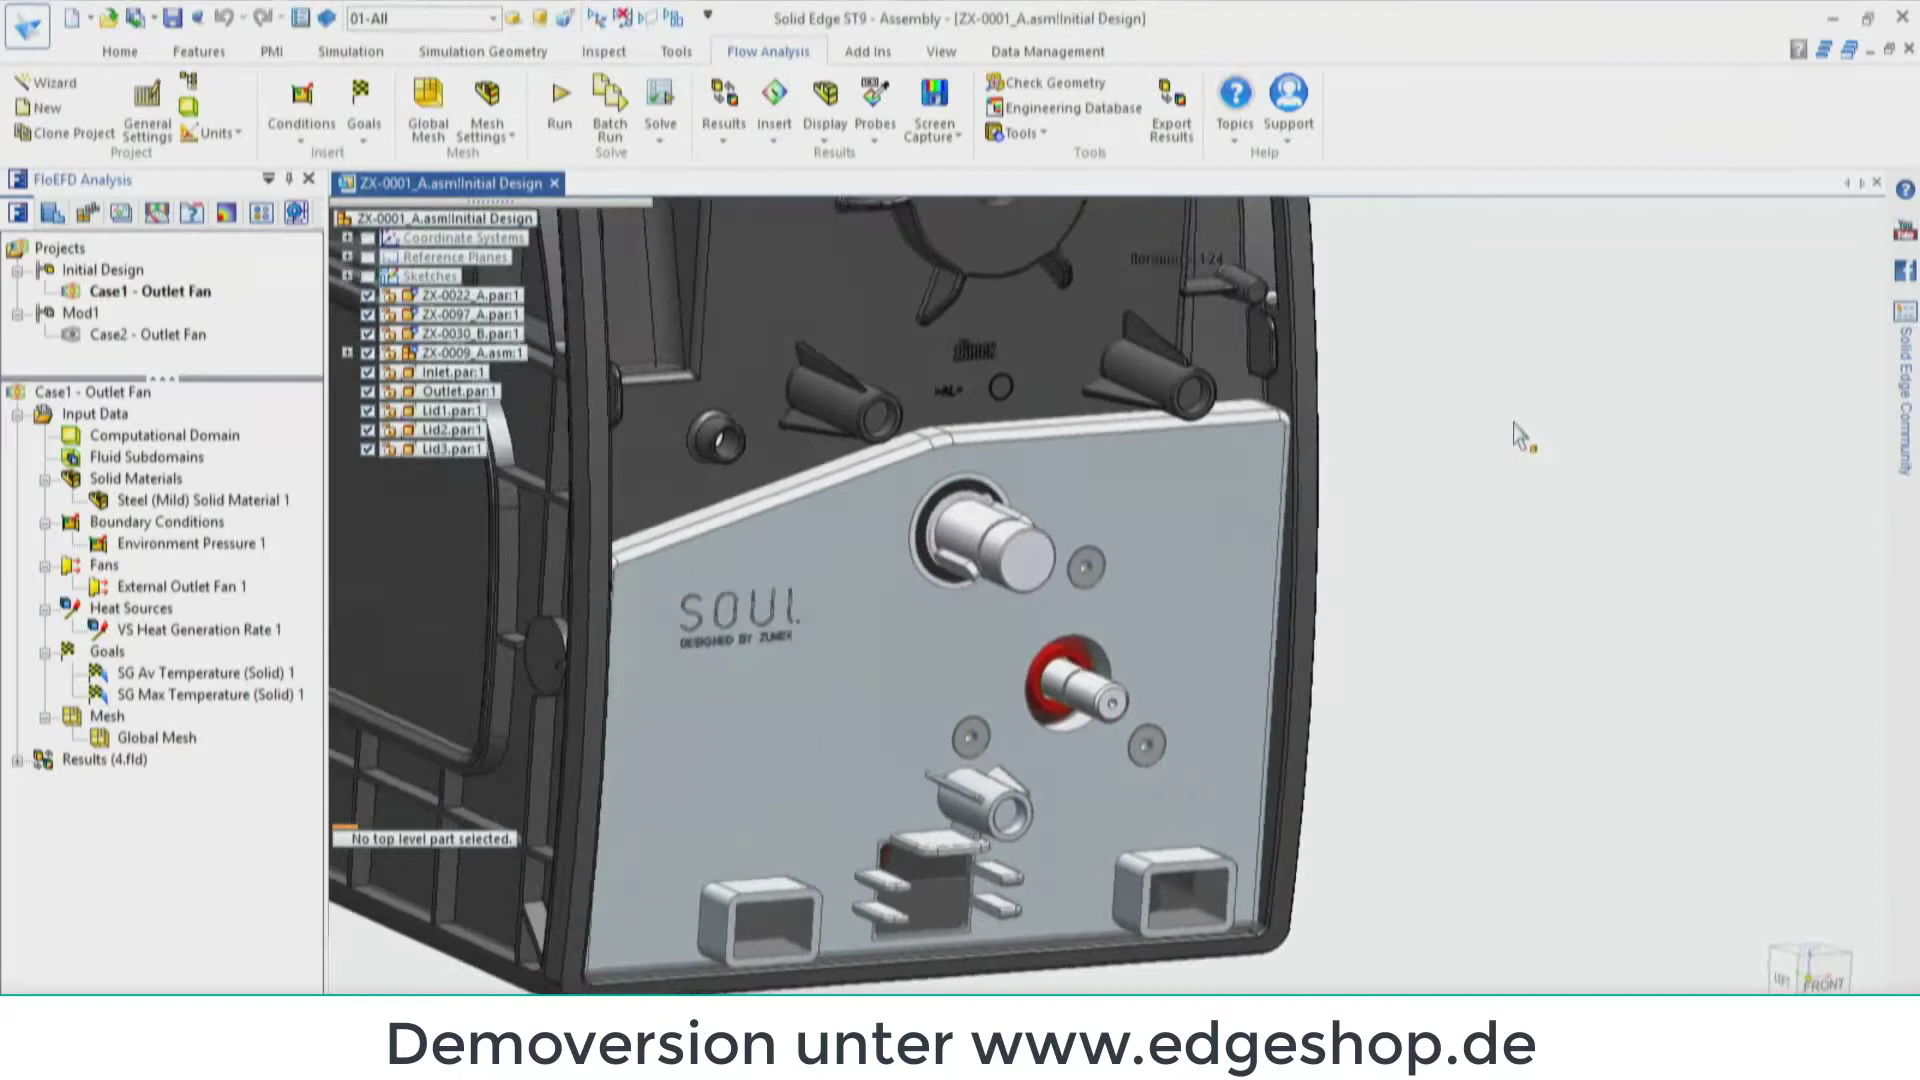 01-All
Solid Edge ST9 - Assembly - [ZX-0001_A.asm!Initial Design]
Home Features PMI Simulation Simulation Geometry Inspect Tools Flow Analysis Add Ins View Data Management
Wizard
New
Clone Project
General Settings
Units
Project
Conditions
Goals
Insert
Global Mesh
Mesh Settings
Mesh
Run
Batch Run
Solve
Solve
Results
Insert
Display
Probes
Screen Capture
Results
Check Geometry
Engineering Database
Tools
Export Results
Tools
Topics
Support
Help
FloEFD Analysis
ZX-0001_A.asm!Initial Design
Projects
Initial Design
Case1 - Outlet Fan
Mod1
Case2 - Outlet Fan
Case1 - Outlet Fan
Input Data
Computational Domain
Fluid Subdomains
Solid Materials
Steel (Mild) Solid Material 1
Boundary Conditions
Environment Pressure 1
Fans
External Outlet Fan 1
Heat Sources
VS Heat Generation Rate 1
Goals
SG Av Temperature (Solid) 1
SG Max Temperature (Solid) 1
Mesh
Global Mesh
Results (4.fld)
ZX-0001_A.asm!Initial Design
Coordinate Systems
Reference Planes
Sketches
ZX-0022_A.par:1
ZX-0097_A.par:1
ZX-0030_B.par:1
ZX-0009_A.asm:1
Inlet.par:1
Outlet.par:1
Lid1.par:1
Lid2.par:1
Lid3.par:1
No top level part selected.
SOUL
DESIGNED BY ZUMEX
You
Tube
Solid Edge Community
LEFT
FRONT
Demoversion unter www.edgeshop.de